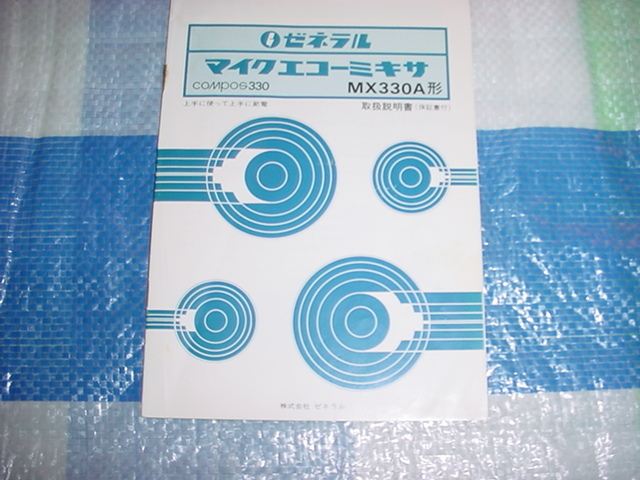 ゼネラル
マイクエコーミキサ
COMPOS330 MX330A形
上手に使って上手に節電 取扱説明書(保証書付)
株式会社 ゼネラル